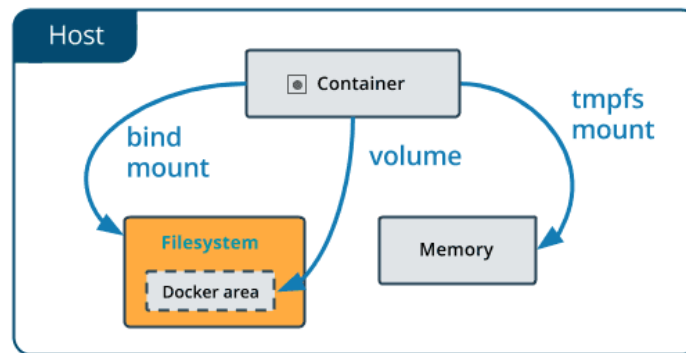 Host
Container
bind
mount
volume
tmpfs
mount
Filesystem
Docker area
Memory